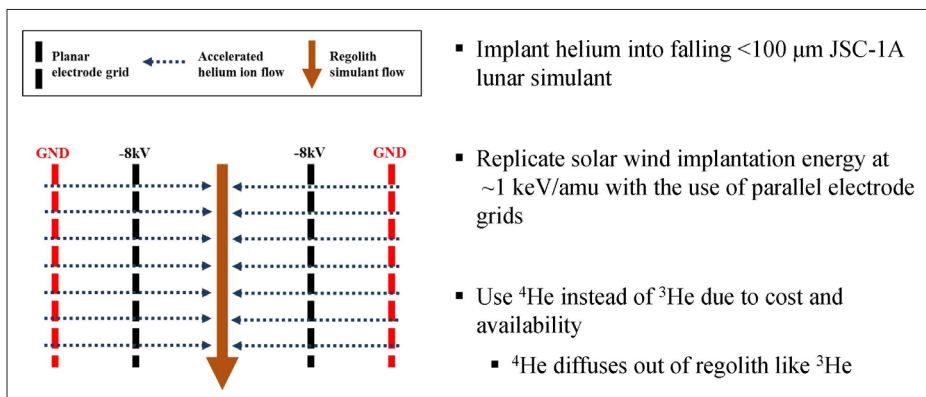 Planar
electrode grid
Accelerated
helium ion flow
Regolith
simulant flow
GND
-8kV
-8kV
GND
▪ Implant helium into falling <100 μm JSC-1A
lunar simulant
▪ Replicate solar wind implantation energy at
~1 keV/amu with the use of parallel electrode
grids
▪ Use ⁴He instead of ³He due to cost and
availability
▪ ⁴He diffuses out of regolith like ³He